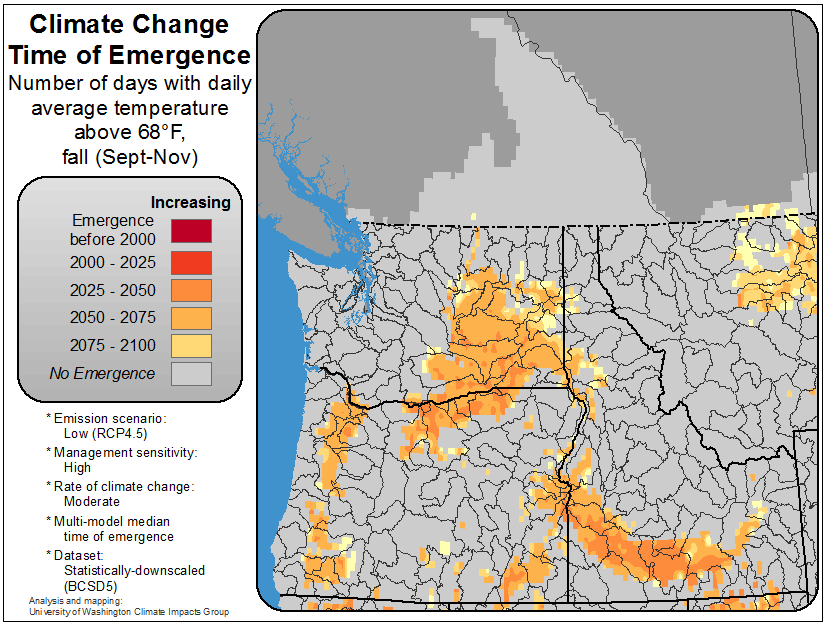 Climate Change
Time of Emergence
Number of days with daily
average temperature
above 68°F,
fall (Sept-Nov)
Increasing
Emergence
before 2000
2000 - 2025
2025 - 2050
2050 - 2075
2075 - 2100
No Emergence
* Emission scenario:
Low (RCP4.5)
* Management sensitivity:
High
* Rate of climate change:
Moderate
* Multi-model median
time of emergence
* Dataset:
Statistically-downscaled
(BCSD5)
Analysis and mapping:
University of Washington Climate Impacts Group